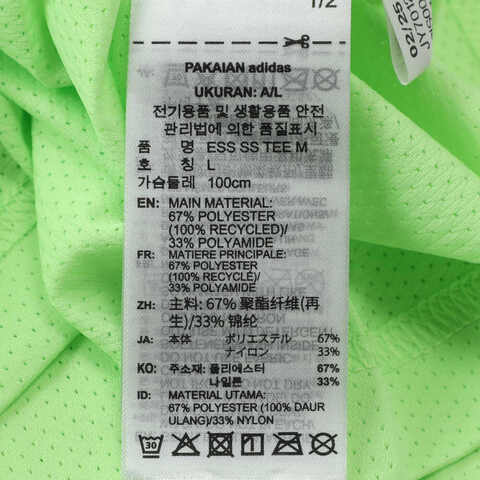 1/2
02/25
PAKAIAN adidas
UKURAN: A/L
전기용품 및 생활용품 안전
관리법에 의한 품질표시
품 명 ESS SS TEE M
호 칭 L
가슴둘레 100cm
EN: MAIN MATERIAL:
67% POLYESTER
(100% RECYCLED)/
33% POLYAMIDE
FR: MATIERE PRINCIPALE:
67% POLYESTER
(100% RECYCLÉ)/
33% POLYAMIDE
ZH: 主料: 67% 聚酯纤维(再
生)/33% 锦纶
JA: 本体 ポリエステル 67%
ナイロン 33%
KO: 주소재: 폴리에스터 67%
나일론 33%
ID: MATERIAL UTAMA:
67% POLYESTER (100% DAUR
ULANG)/33% NYLON
30